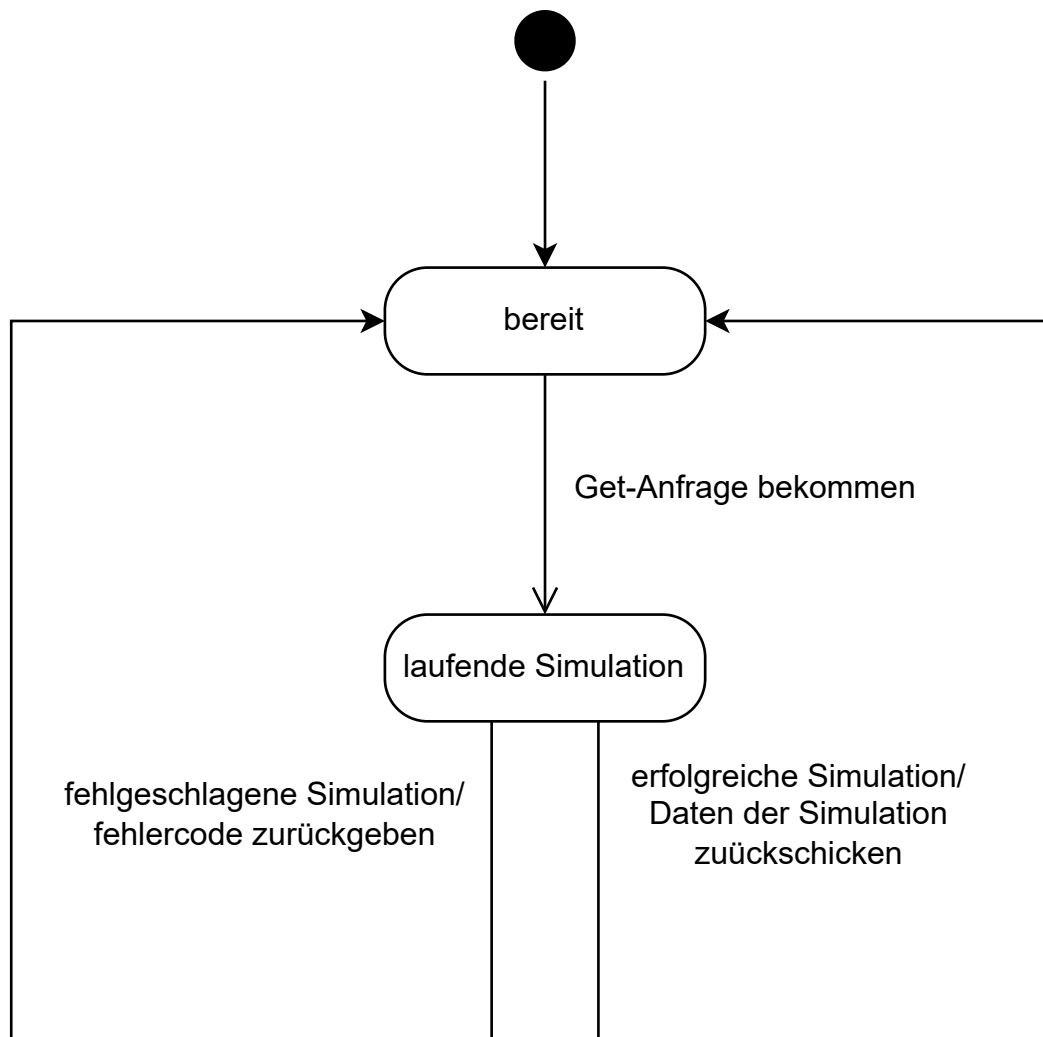 bereit
Get-Anfrage bekommen
laufende Simulation
fehlgeschlagene Simulation/
fehlercode zurückgeben
erfolgreiche Simulation/
Daten der Simulation
zuückschicken